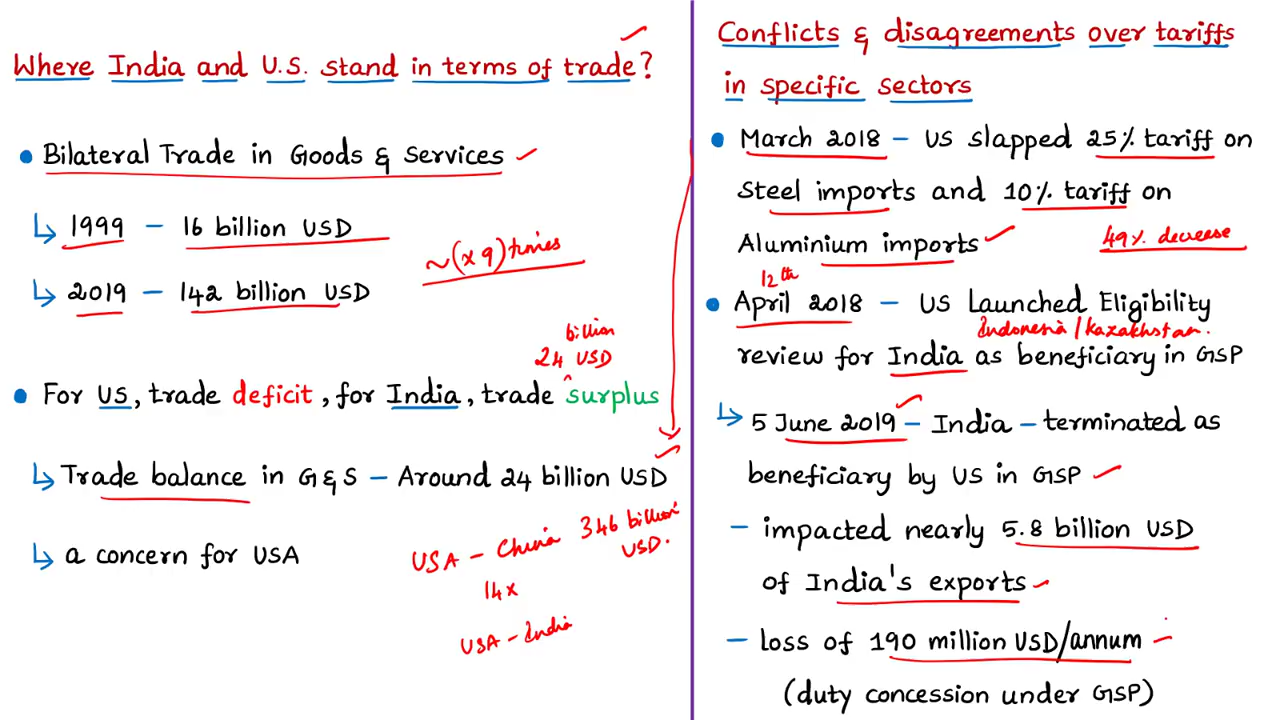 Where India and U.S. stand in terms of trade?
• Bilateral Trade in Goods & Services
↳ 1999 – 16 billion USD
~(x 9) times
↳ 2019 – 142 billion USD
billion
24 USD
• For US, trade deficit, for India, trade ^ surplus
↳ Trade balance in G&S – Around 24 billion USD
↳ a concern for USA
USA – China 346 billion
USD.
14x
USA – India
Conflicts & disagreements over tariffs
in specific sectors
• March 2018 – US slapped 25% tariff on
Steel imports and 10% tariff on
Aluminium imports
49% decrease
12th
• April 2018 – US Launched Eligibility
Indonesia / Kazakhstan.
review for India as beneficiary in GSP
↳ 5 June 2019 – India – terminated as
beneficiary by US in GSP
– impacted nearly 5.8 billion USD
of India's exports
– loss of 190 million USD/annum
(duty concession under GSP)